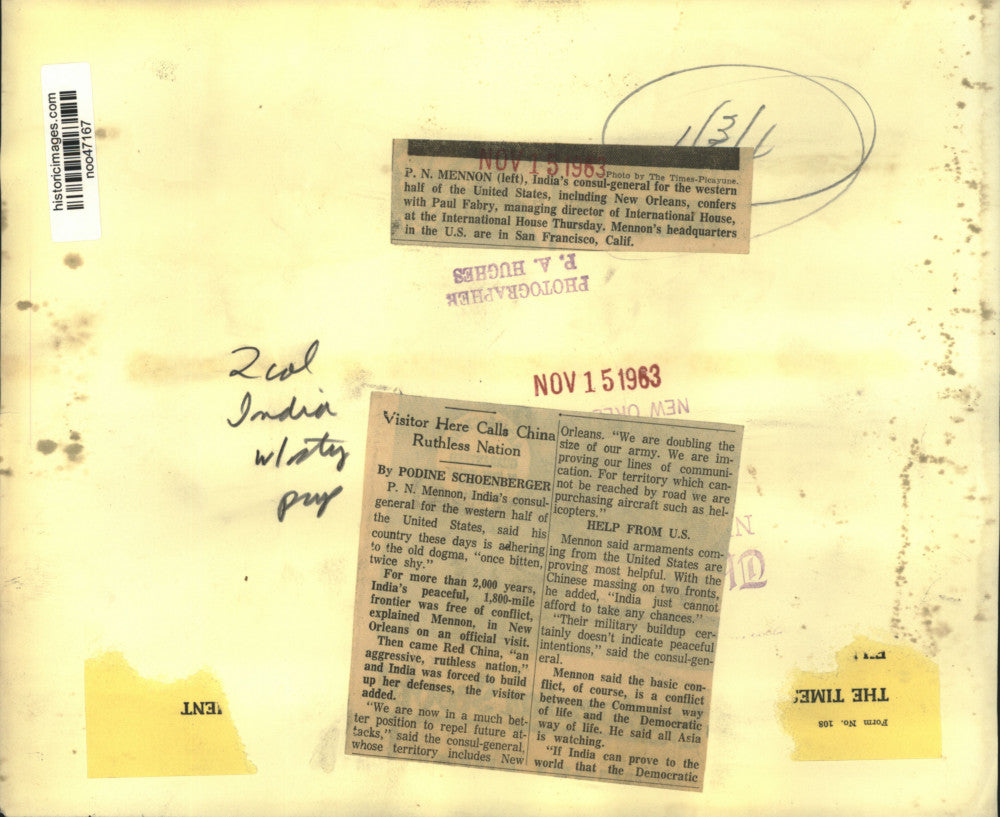 historicimages.com
noo47167
1/3/1
NOV 15 1963
Photo by The Times-Picayune.
P. N. MENNON (left), India's consul-general for the western
half of the United States, including New Orleans, confers
with Paul Fabry, managing director of International House,
at the International House Thursday. Mennon's headquarters
in the U.S. are in San Francisco, Calif.
PHOTOGRAPHER
P. A. HUGHES
2 col
India
w/sty
NOV 15 1963
NEW
Visitor Here Calls China
Ruthless Nation
By PODINE SCHOENBERGER
P. N. Mennon, India's consul-
general for the western half of
the United States, said his
country these days is adhering
to the old dogma, "once bitten,
twice shy."
For more than 2,000 years,
India's peaceful, 1,800-mile
frontier was free of conflict,
explained Mennon, in New
Orleans on an official visit.
Then came Red China, "an
aggressive, ruthless nation,"
and India was forced to build
up her defenses, the visitor
added.
"We are now in a much bet-
ter position to repel future at-
tacks," said the consul-general,
whose territory includes New
Orleans. "We are doubling the
size of our army. We are im-
proving our lines of communi-
cation. For territory which can-
not be reached by road we are
purchasing aircraft such as hel-
icopters."
HELP FROM U.S.
Mennon said armaments com-
ing from the United States are
proving most helpful. With the
Chinese massing on two fronts,
he added, "India just cannot
afford to take any chances."
"Their military buildup cer-
tainly doesn't indicate peaceful
intentions," said the consul-gen-
eral.
Mennon said the basic con-
flict, of course, is a conflict
between the Communist way
of life and the Democratic
way of life. He said all Asia
is watching.
"If India can prove to the
world that the Democratic
Form No. 108
THE TIMES